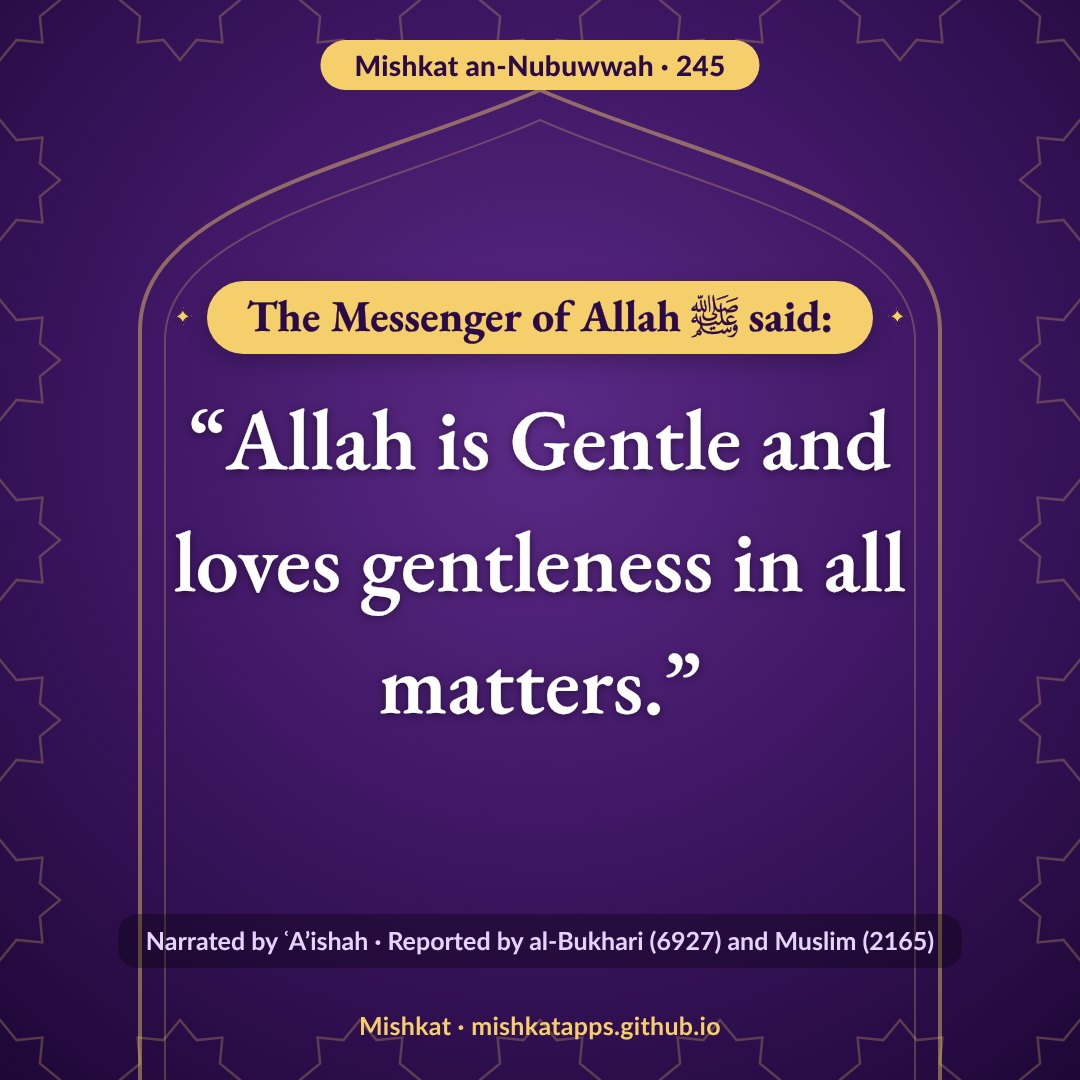 Mishkat an-Nubuwwah · 245
The Messenger of Allah ﷺ said:
“Allah is Gentle and
loves gentleness in all
matters.”
Narrated by ʿA’ishah · Reported by al-Bukhari (6927) and Muslim (2165)
Mishkat · mishkatapps.github.io